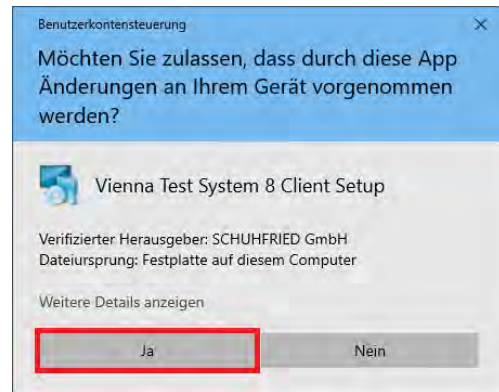 Benutzerkontensteuerung
Möchten Sie zulassen, dass durch diese App
Änderungen an Ihrem Gerät vorgenommen
werden?
Vienna Test System 8 Client Setup
Verifizierter Herausgeber: SCHUHFRIED GmbH
Dateiursprung: Festplatte auf diesem Computer
Weitere Details anzeigen
Ja
Nein